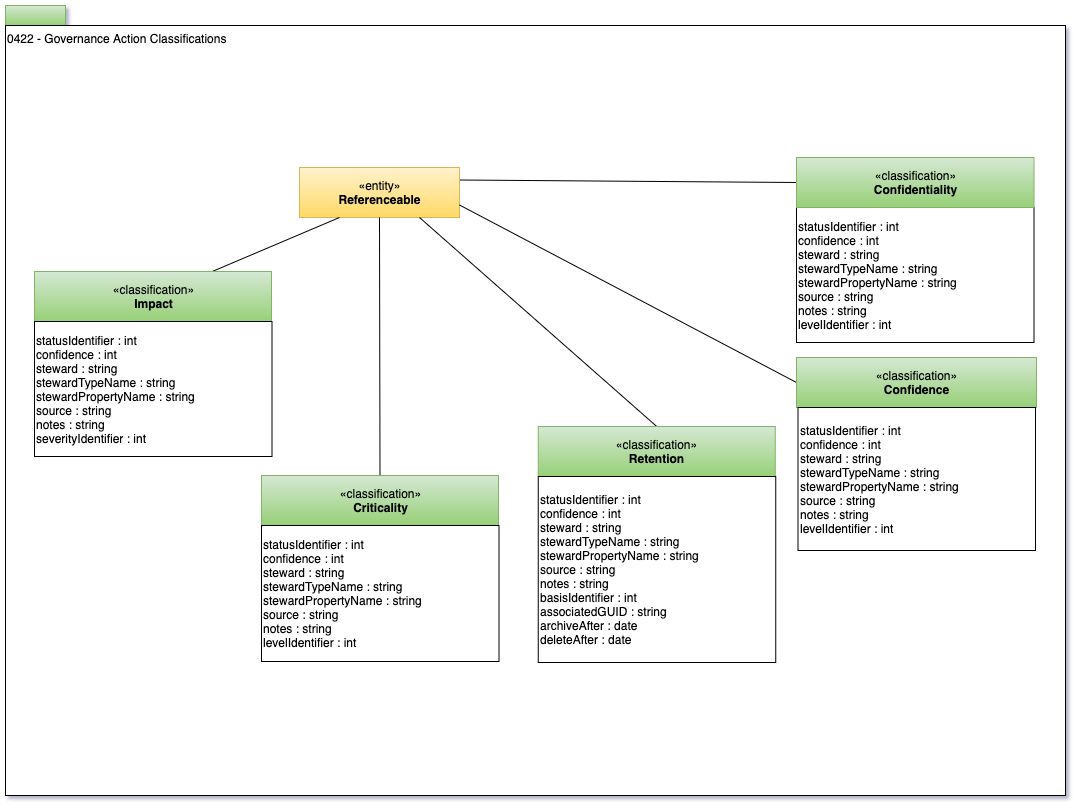 0422 - Governance Action Classifications
«entity»
Referenceable
«classification»
Confidentiality
statusIdentifier : int
confidence : int
steward : string
stewardTypeName : string
stewardPropertyName : string
source : string
notes : string
levelIdentifier : int
«classification»
Impact
statusIdentifier : int
confidence : int
steward : string
stewardTypeName : string
stewardPropertyName : string
source : string
notes : string
severityIdentifier : int
«classification»
Confidence
statusIdentifier : int
confidence : int
steward : string
stewardTypeName : string
stewardPropertyName : string
source : string
notes : string
levelIdentifier : int
«classification»
Retention
statusIdentifier : int
confidence : int
steward : string
stewardTypeName : string
stewardPropertyName : string
source : string
notes : string
basisIdentifier : int
associatedGUID : string
archiveAfter : date
deleteAfter : date
«classification»
Criticality
statusIdentifier : int
confidence : int
steward : string
stewardTypeName : string
stewardPropertyName : string
source : string
notes : string
levelIdentifier : int